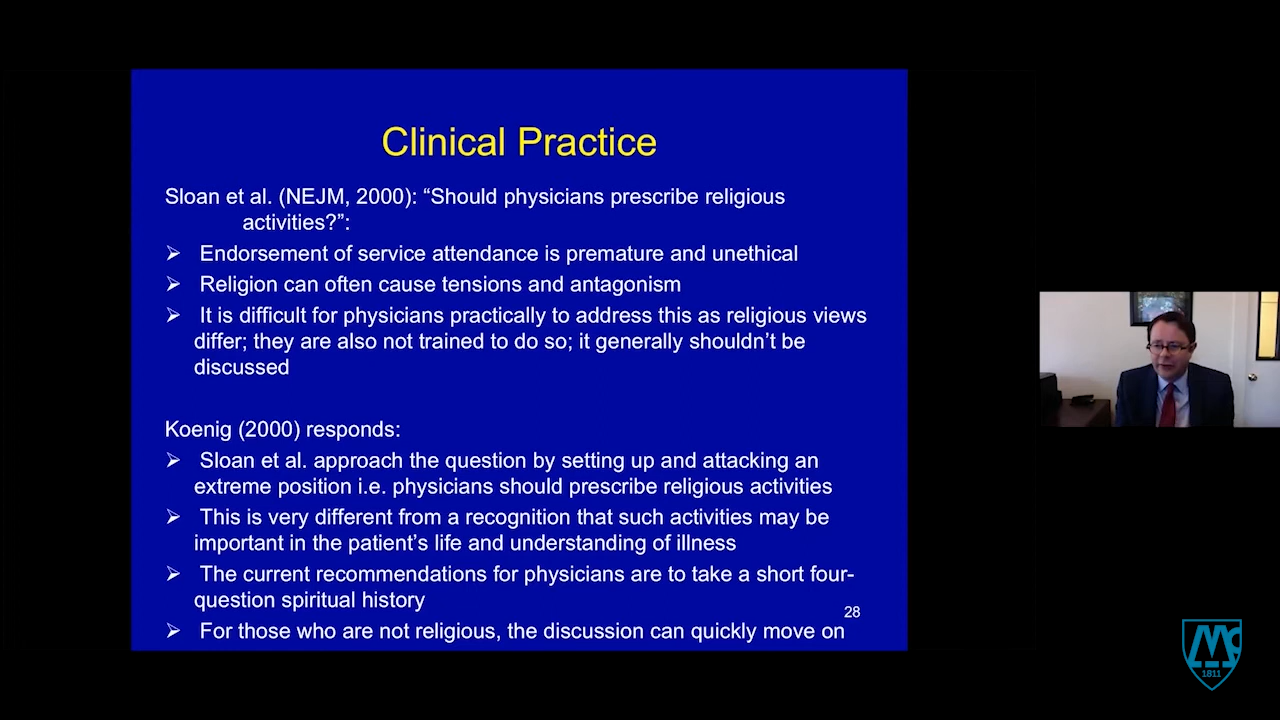 Clinical Practice
Sloan et al. (NEJM, 2000): “Should physicians prescribe religious
activities?”:
➢ Endorsement of service attendance is premature and unethical
➢ Religion can often cause tensions and antagonism
➢ It is difficult for physicians practically to address this as religious views
differ; they are also not trained to do so; it generally shouldn’t be
discussed
Koenig (2000) responds:
➢ Sloan et al. approach the question by setting up and attacking an
extreme position i.e. physicians should prescribe religious activities
➢ This is very different from a recognition that such activities may be
important in the patient’s life and understanding of illness
➢ The current recommendations for physicians are to take a short four-
question spiritual history
➢ For those who are not religious, the discussion can quickly move on
28
1811